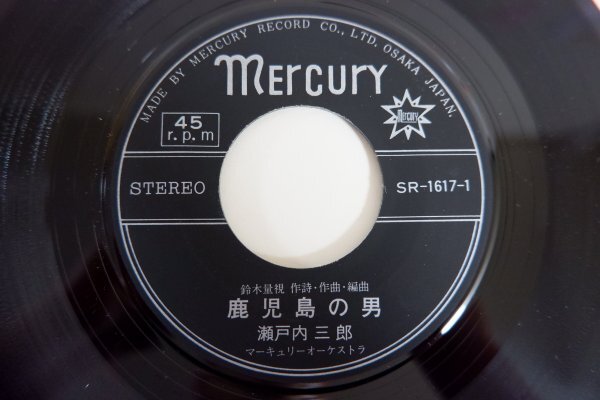 MADE BY MERCURY RECORD CO., LTD. OSAKA JAPAN.
mercury
45
r.p.m
Mercury
STEREO
SR-1617-1
鈴木量視 作詩・作曲・編曲
鹿児島の男
瀬戸内三郎
マーキュリーオーケストラ